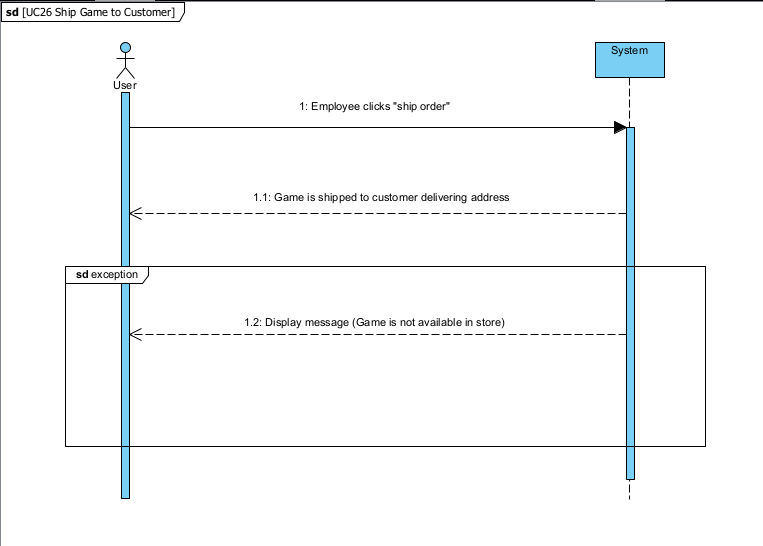 sd [UC26 Ship Game to Customer]
User
System
1: Employee clicks "ship order"
1.1: Game is shipped to customer delivering address
sd exception
1.2: Display message (Game is not available in store)